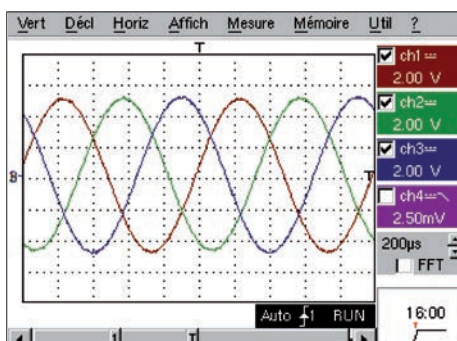 Vert Décl Horiz Affich Mesure Mémoire Util ?
T
ch1
2.00 V
ch2
2.00 V
ch3
2.00 V
ch4
2.50mV
T
200µs
FFT
Auto 1 RUN
16:00
1 T